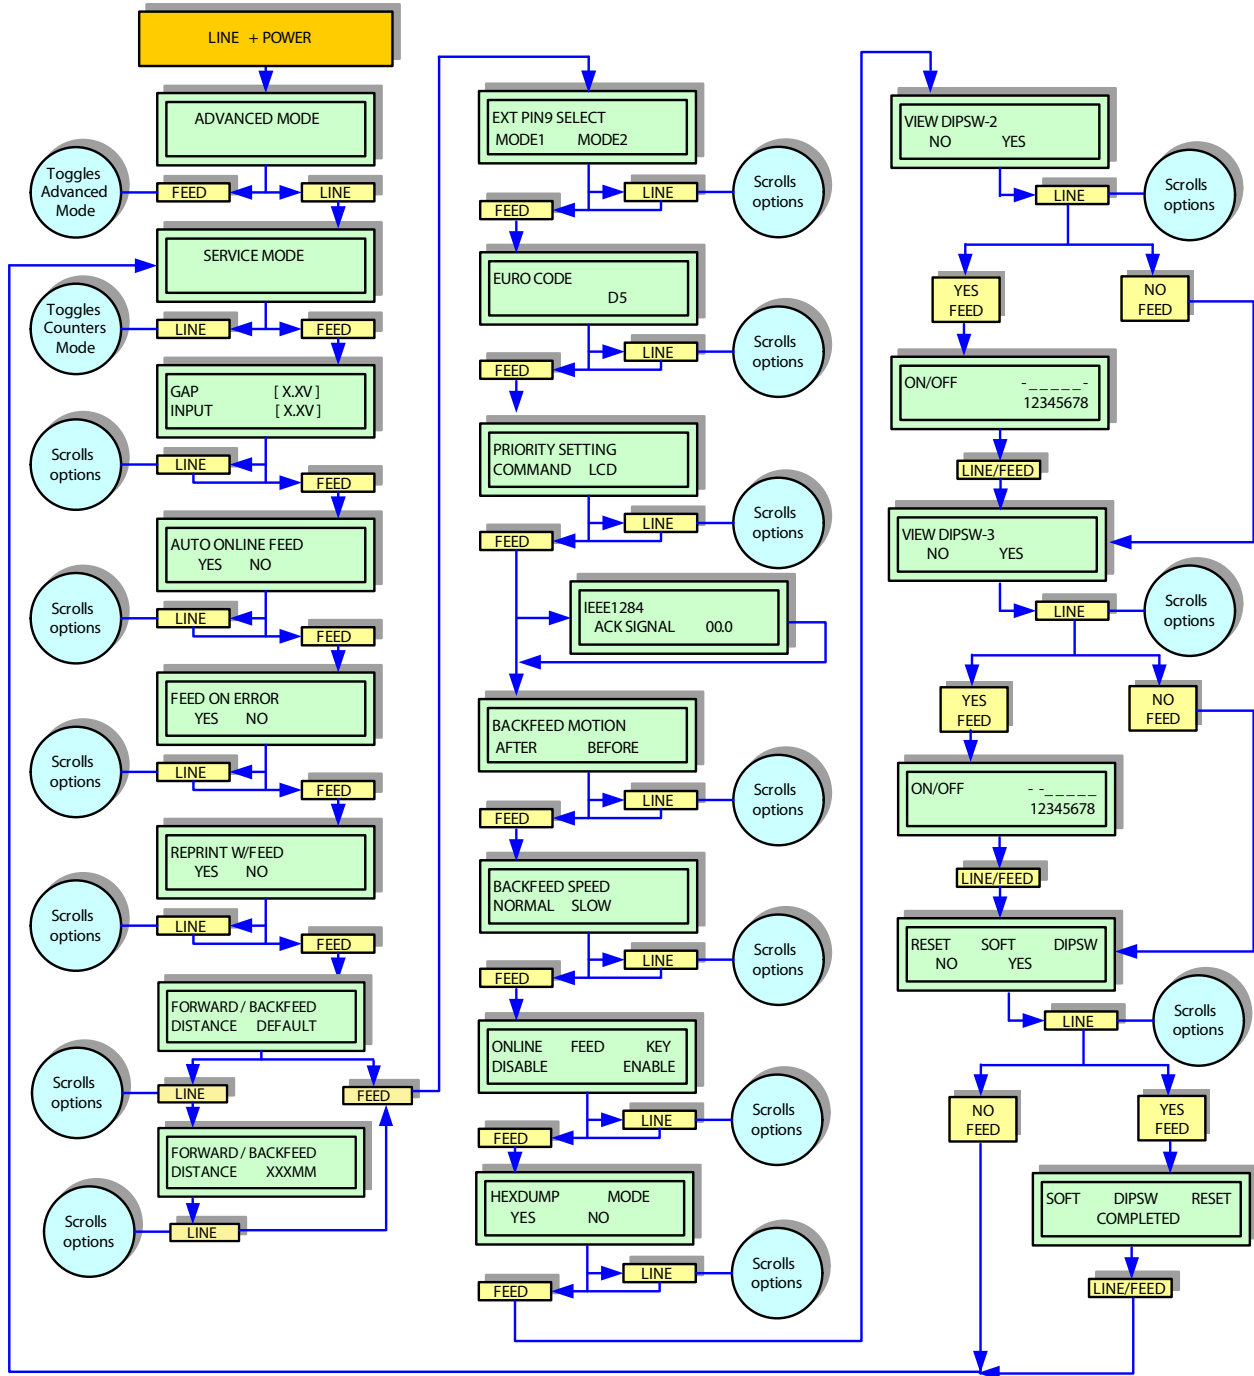 LINE + POWER
ADVANCED MODE
Toggles
Advanced
Mode
FEED
LINE
SERVICE MODE
Toggles
Counters
Mode
LINE
FEED
GAP [ X.XV ]
INPUT [ X.XV ]
Scrolls
options
LINE
FEED
AUTO ONLINE FEED
YES NO
Scrolls
options
LINE
FEED
FEED ON ERROR
YES NO
Scrolls
options
LINE
FEED
REPRINT W/FEED
YES NO
Scrolls
options
LINE
FEED
FORWARD / BACKFEED
DISTANCE DEFAULT
Scrolls
options
LINE
FEED
FORWARD / BACKFEED
DISTANCE XXXMM
Scrolls
options
LINE
EXT PIN9 SELECT
MODE1 MODE2
LINE
Scrolls
options
FEED
EURO CODE
D5
LINE
Scrolls
options
FEED
PRIORITY SETTING
COMMAND LCD
LINE
Scrolls
options
FEED
IEEE1284
ACK SIGNAL 00.0
BACKFEED MOTION
AFTER BEFORE
LINE
Scrolls
options
FEED
BACKFEED SPEED
NORMAL SLOW
LINE
Scrolls
options
FEED
ONLINE FEED KEY
DISABLE ENABLE
LINE
Scrolls
options
FEED
HEXDUMP MODE
YES NO
LINE
Scrolls
options
FEED
VIEW DIPSW-2
NO YES
LINE
Scrolls
options
YES
FEED
NO
FEED
ON/OFF - _ _ _ _ _ -
12345678
LINE/FEED
VIEW DIPSW-3
NO YES
LINE
Scrolls
options
YES
FEED
NO
FEED
ON/OFF - - _ _ _ _ _
12345678
LINE/FEED
RESET SOFT DIPSW
NO YES
LINE
Scrolls
options
NO
FEED
YES
FEED
SOFT DIPSW RESET
COMPLETED
LINE/FEED